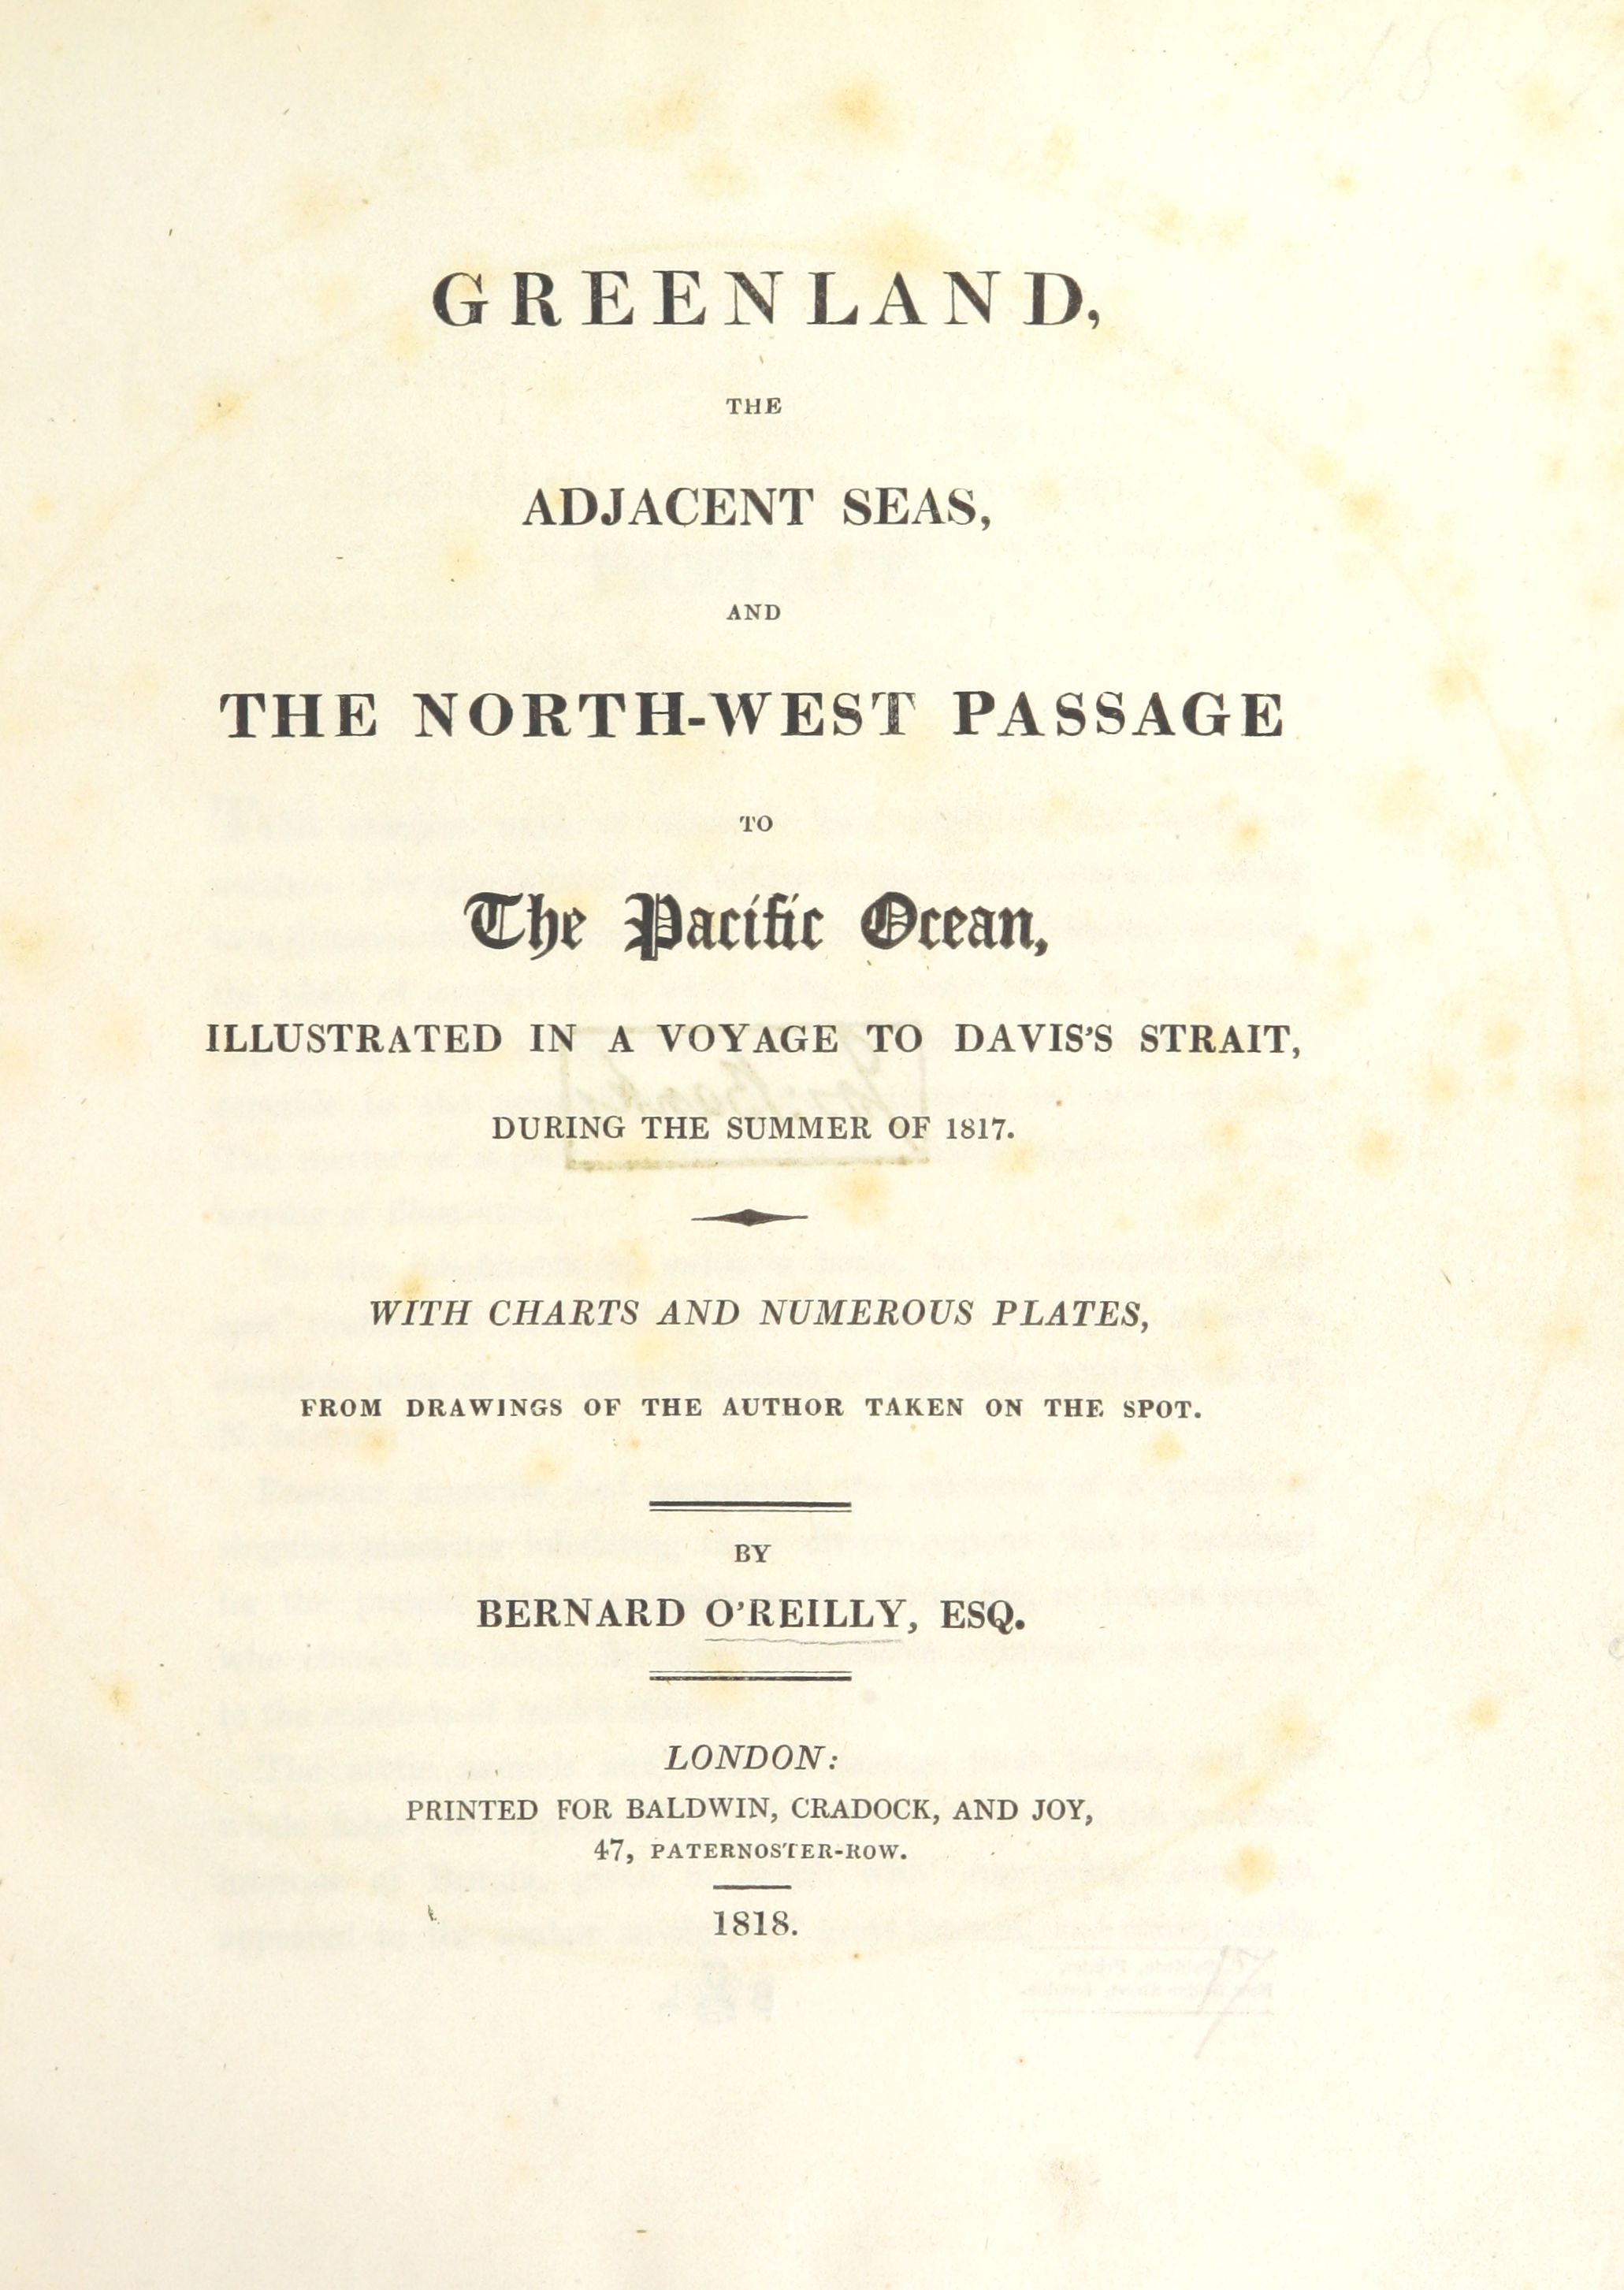 GREENLAND,
THE
ADJACENT SEAS,
AND
THE NORTH-WEST PASSAGE
TO
The Pacific Ocean,
ILLUSTRATED IN A VOYAGE TO DAVIS'S STRAIT,
DURING THE SUMMER OF 1817.
WITH CHARTS AND NUMEROUS PLATES,
FROM DRAWINGS OF THE AUTHOR TAKEN ON THE SPOT.
BY
BERNARD O'REILLY, ESQ.
LONDON:
PRINTED FOR BALDWIN, CRADOCK, AND JOY,
47, PATERNOSTER-ROW.
1818.